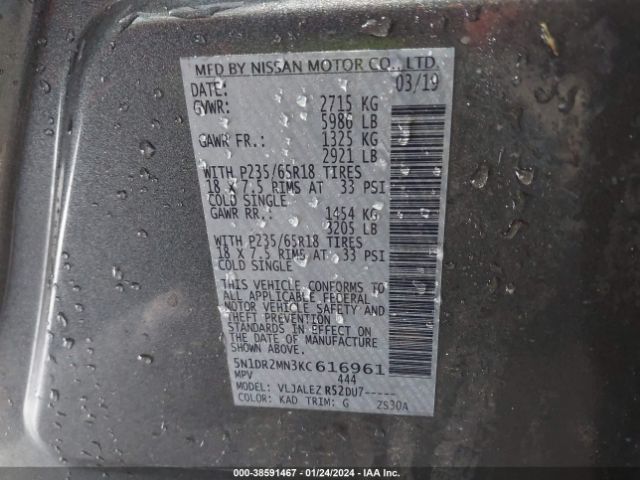 MFD BY NISSAN MOTOR CO., LTD.
DATE: 03/19
GVWR: 2715 KG
5986 LB
GAWR FR.: 1325 KG
2921 LB
WITH P235/65R18 TIRES
18 X 7.5 RIMS AT 33 PSI
COLD SINGLE
GAWR RR.: 1454 KG
3205 LB
WITH P235/65R18 TIRES
18 X 7.5 RIMS AT 33 PSI
COLD SINGLE
THIS VEHICLE CONFORMS TO
ALL APPLICABLE FEDERAL
MOTOR VEHICLE SAFETY AND
THEFT PREVENTION
STANDARDS IN EFFECT ON
THE DATE OF MANUFACTURE
SHOWN ABOVE.
5N1DR2MN3KC616961
MPV 444
MODEL: VLJALEZ R52DU7-----
COLOR: KAD TRIM: G 2S30A
000-38591467 - 01/24/2024 - IAA Inc.